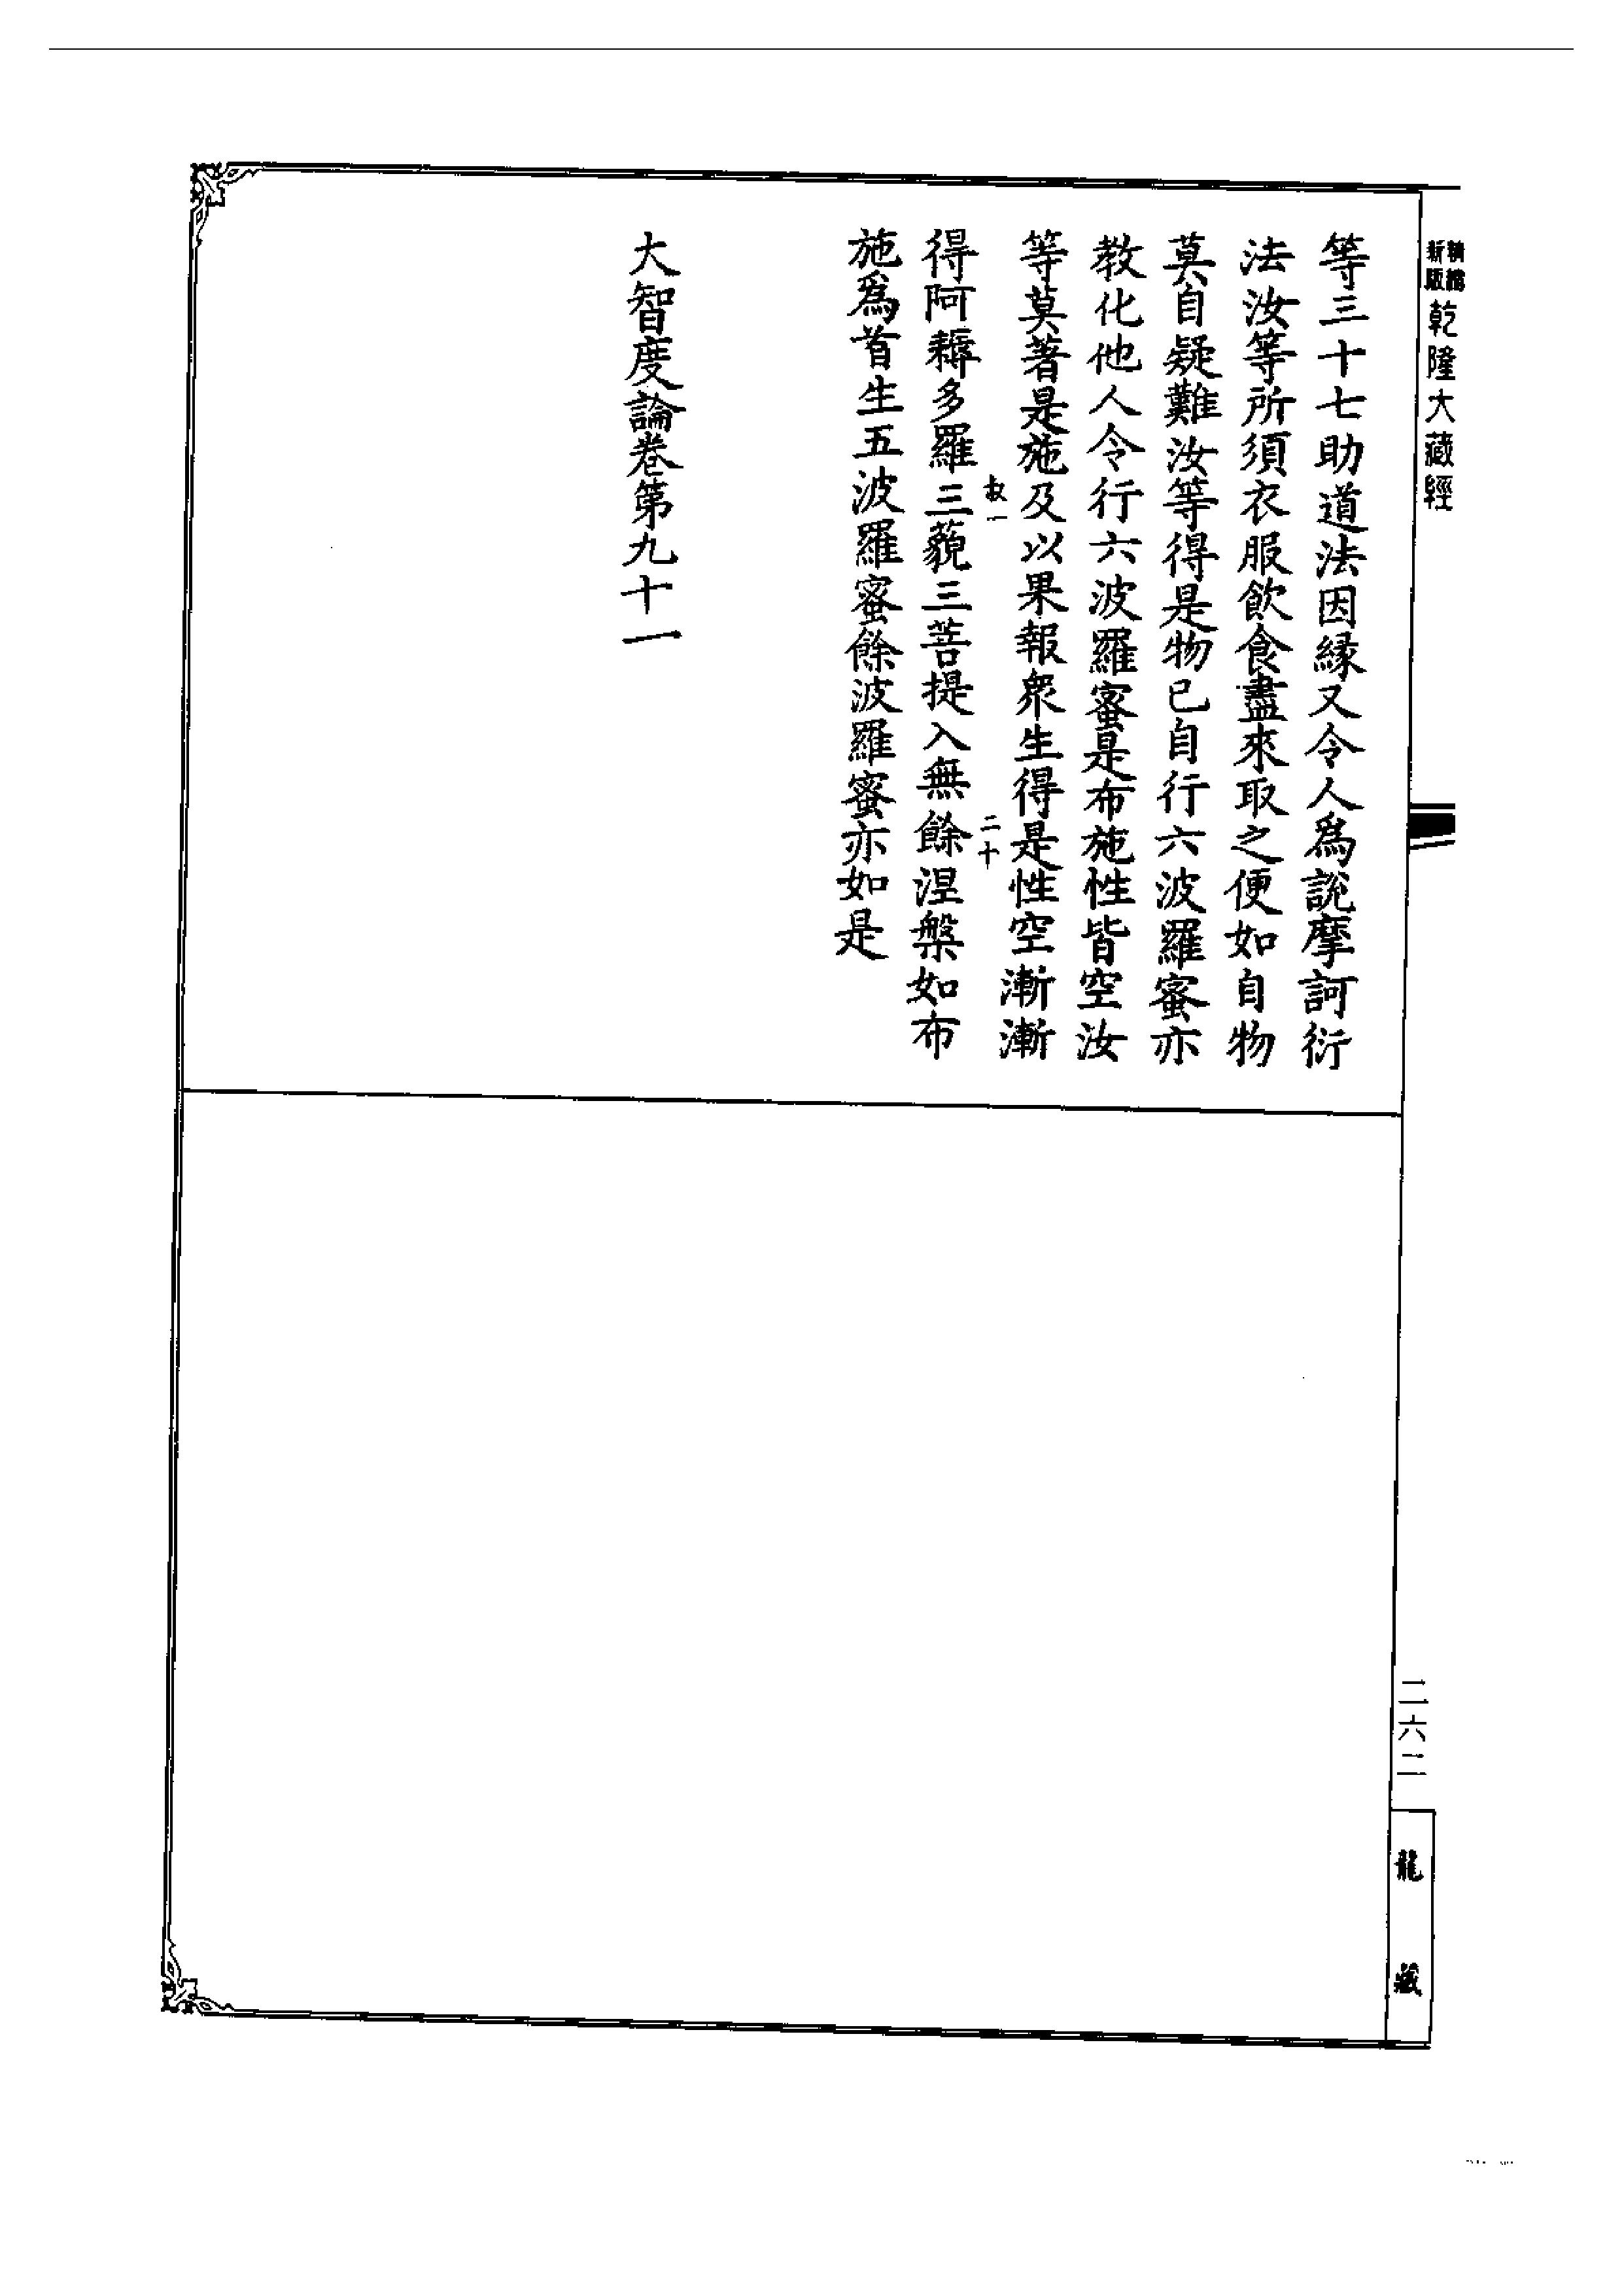 乾隆大藏經
等三十七助道法因緣又令人爲說摩訶衍
法汝等所須衣服飲食盡來取之便如自物
莫自疑難汝等得是物已自行六波羅蜜亦
教化他人令行六波羅蜜是布施性皆空汝
等莫著是施及以果報衆生得是性空漸漸
二十
得阿耨多羅三藐三菩提入無餘涅槃如布
施爲首生五波羅蜜餘波羅蜜亦如是
大智度論卷第九十一
二六二
龍藏